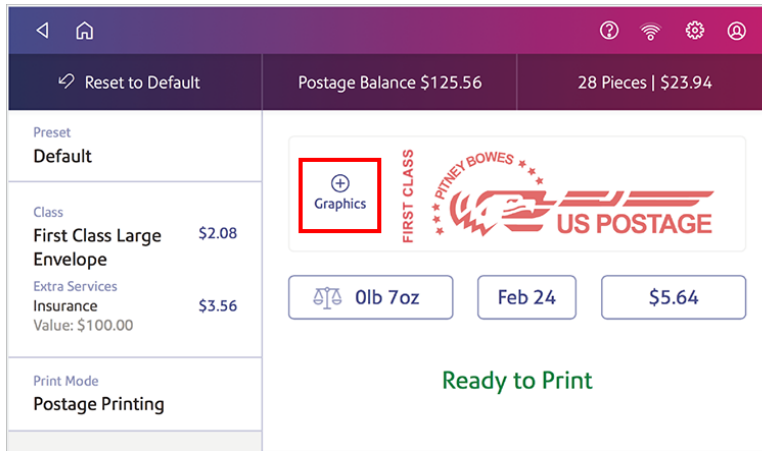 Reset to Default
Postage Balance $125.56
28 Pieces | $23.94
Preset
Default
Class
First Class Large $2.08
Envelope
Extra Services
Insurance $3.56
Value: $100.00
Print Mode
Postage Printing
Graphics
FIRST CLASS
PITNEY BOWES
US POSTAGE
0lb 7oz
Feb 24
$5.64
Ready to Print